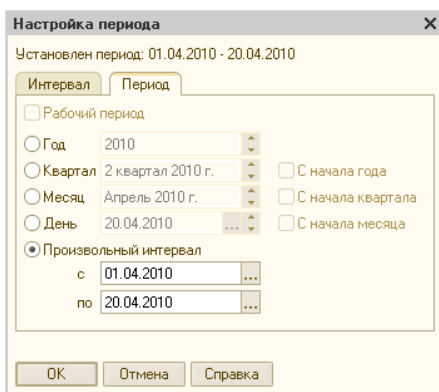 Настройка периода
Установлен период: 01.04.2010 - 20.04.2010
Интервал Период
Рабочий период
Год 2010
Квартал 2 квартал 2010 г. С начала года
Месяц Апрель 2010 г. С начала квартала
День 20.04.2010 ... С начала месяца
Произвольный интервал
с 01.04.2010 ...
по 20.04.2010 ...
OK Отмена Справка